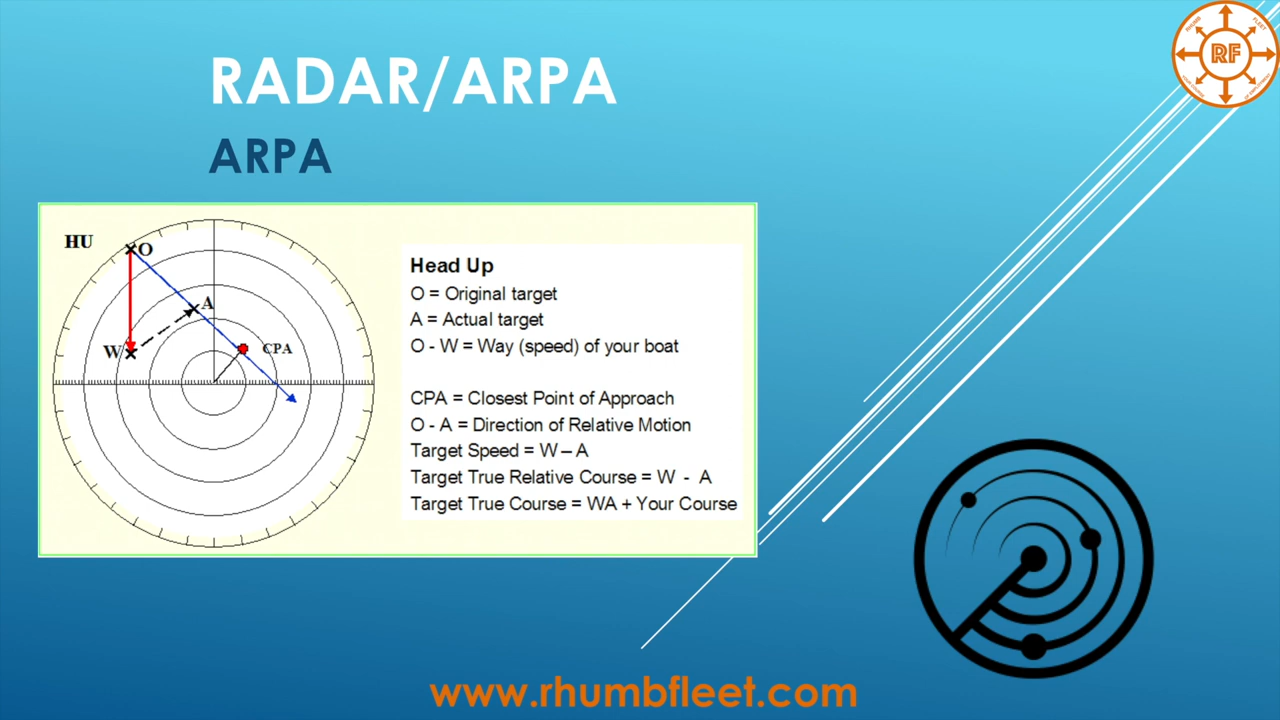 RADAR/ARPA
ARPA
RF
RHUMB
FLEET
HU
O
A
W
CPA
Head Up
O = Original target
A = Actual target
O - W = Way (speed) of your boat
CPA = Closest Point of Approach
O - A = Direction of Relative Motion
Target Speed = W – A
Target True Relative Course = W - A
Target True Course = WA + Your Course
www.rhumbfleet.com